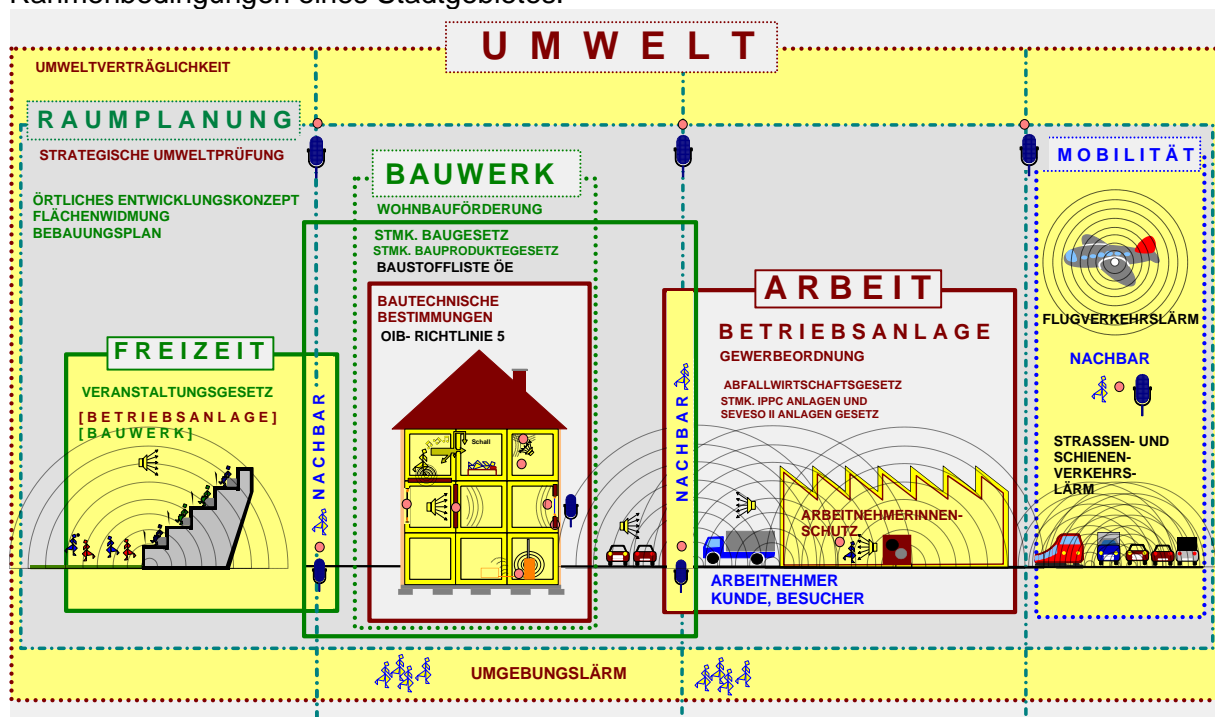 Rahmenbedingungen eines Stadtgebietes.
UMWELT
UMWELTVERTRÄGLICHKEIT
RAUMPLANUNG
STRATEGISCHE UMWELTPRÜFUNG
ÖRTLICHES ENTWICKLUNGSKONZEPT
FLÄCHENWIDMUNG
BEBAUUNGSPLAN
BAUWERK
WOHNBAUFÖRDERUNG
STMK. BAUGESETZ
STMK. BAUPRODUKTEGESETZ
BAUSTOFFLISTE ÖE
BAUTECHNISCHE
BESTIMMUNGEN
OIB- RICHTLINIE 5
Schall
FREIZEIT
VERANSTALTUNGSGESETZ
[BETRIEBSANLAGE]
[BAUWERK]
NACHBAR
NACHBAR
ARBEIT
BETRIEBSANLAGE
GEWERBEORDNUNG
ABFALLWIRTSCHAFTSGESETZ
STMK. IPPC ANLAGEN UND
SEVESO II ANLAGEN GESETZ
ARBEITNEHMERINNEN-
SCHUTZ
ARBEITNEHMER
KUNDE, BESUCHER
MOBILITÄT
FLUGVERKEHRSLÄRM
NACHBAR
STRASSEN- UND
SCHIENEN-
VERKEHRS-
LÄRM
UMGEBUNGSLÄRM